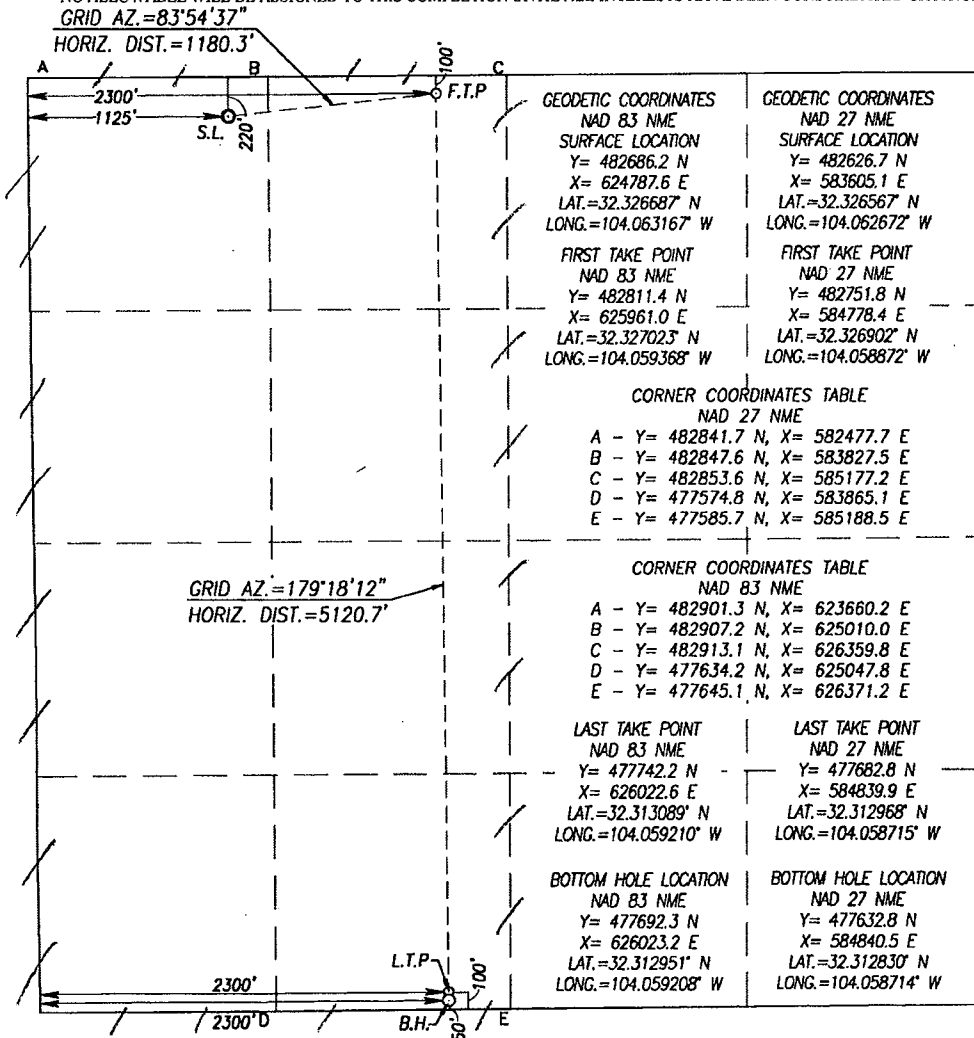 GRID AZ.=83°54'37"
HORIZ. DIST.=1180.3'
A
B
C
100'
2300'
F.T.P
1125'
S.L.
220'
GEODETIC COORDINATES
NAD 83 NME
SURFACE LOCATION
Y= 482686.2 N
X= 624787.6 E
LAT.=32.326687° N
LONG.=104.063167° W
FIRST TAKE POINT
NAD 83 NME
Y= 482811.4 N
X= 625961.0 E
LAT.=32.327023° N
LONG.=104.059368° W
GEODETIC COORDINATES
NAD 27 NME
SURFACE LOCATION
Y= 482626.7 N
X= 583605.1 E
LAT.=32.326567° N
LONG.=104.062672° W
FIRST TAKE POINT
NAD 27 NME
Y= 482751.8 N
X= 584778.4 E
LAT.=32.326902° N
LONG.=104.058872° W
CORNER COORDINATES TABLE
NAD 27 NME
A - Y= 482841.7 N, X= 582477.7 E
B - Y= 482847.6 N, X= 583827.5 E
C - Y= 482853.6 N, X= 585177.2 E
D - Y= 477574.8 N, X= 583865.1 E
E - Y= 477585.7 N, X= 585188.5 E
GRID AZ.=179°18'12"
HORIZ. DIST.=5120.7'
CORNER COORDINATES TABLE
NAD 83 NME
A - Y= 482901.3 N, X= 623660.2 E
B - Y= 482907.2 N, X= 625010.0 E
C - Y= 482913.1 N, X= 626359.8 E
D - Y= 477634.2 N, X= 625047.8 E
E - Y= 477645.1 N, X= 626371.2 E
LAST TAKE POINT
NAD 83 NME
Y= 477742.2 N
X= 626022.6 E
LAT.=32.313089° N
LONG.=104.059210° W
LAST TAKE POINT
NAD 27 NME
Y= 477682.8 N
X= 584839.9 E
LAT.=32.312968° N
LONG.=104.058715° W
BOTTOM HOLE LOCATION
NAD 83 NME
Y= 477692.3 N
X= 626023.2 E
LAT.=32.312951° N
LONG.=104.059208° W
BOTTOM HOLE LOCATION
NAD 27 NME
Y= 477632.8 N
X= 584840.5 E
LAT.=32.312830° N
LONG.=104.058714° W
L.T.P
2300'
100'
2300'
D
B.H.
50'
E